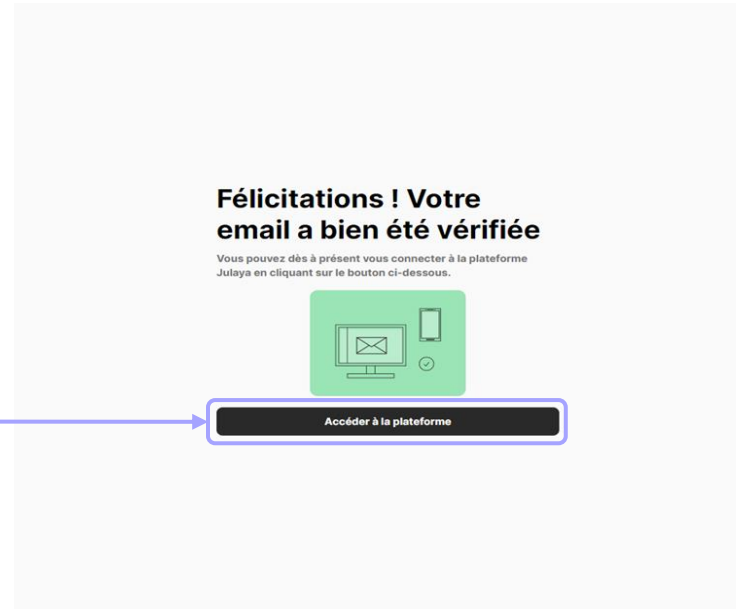 Félicitations ! Votre
email a bien été vérifiée
Vous pouvez dès à présent vous connecter à la plateforme
Julaya en cliquant sur le bouton ci-dessous.
Accéder à la plateforme